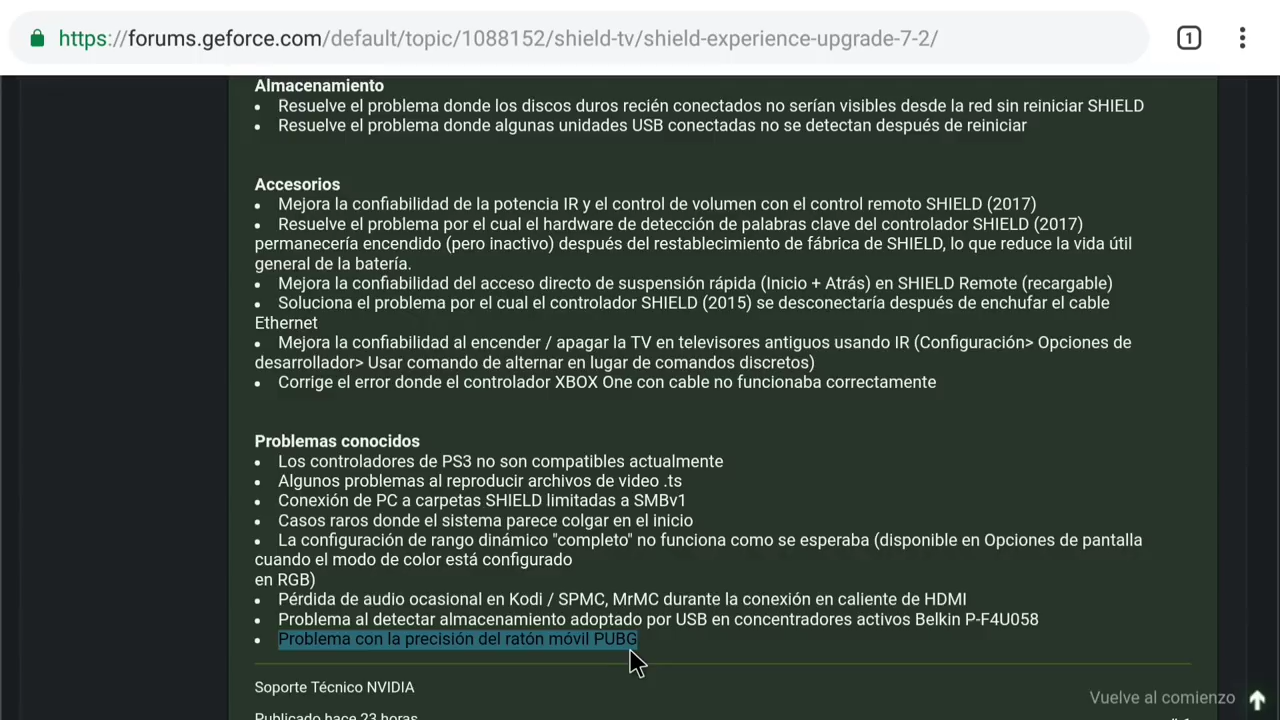 https://forums.geforce.com/default/topic/1088152/shield-tv/shield-experience-upgrade-7-2/
1
Almacenamiento
• Resuelve el problema donde los discos duros recién conectados no serían visibles desde la red sin reiniciar SHIELD
• Resuelve el problema donde algunas unidades USB conectadas no se detectan después de reiniciar
Accesorios
• Mejora la confiabilidad de la potencia IR y el control de volumen con el control remoto SHIELD (2017)
• Resuelve el problema por el cual el hardware de detección de palabras clave del controlador SHIELD (2017)
permanecería encendido (pero inactivo) después del restablecimiento de fábrica de SHIELD, lo que reduce la vida útil
general de la batería.
• Mejora la confiabilidad del acceso directo de suspensión rápida (Inicio + Atrás) en SHIELD Remote (recargable)
• Soluciona el problema por el cual el controlador SHIELD (2015) se desconectaría después de enchufar el cable
Ethernet
• Mejora la confiabilidad al encender / apagar la TV en televisores antiguos usando IR (Configuración> Opciones de
desarrollador> Usar comando de alternar en lugar de comandos discretos)
• Corrige el error donde el controlador XBOX One con cable no funcionaba correctamente
Problemas conocidos
• Los controladores de PS3 no son compatibles actualmente
• Algunos problemas al reproducir archivos de video .ts
• Conexión de PC a carpetas SHIELD limitadas a SMBv1
• Casos raros donde el sistema parece colgar en el inicio
• La configuración de rango dinámico "completo" no funciona como se esperaba (disponible en Opciones de pantalla
cuando el modo de color está configurado
en RGB)
• Pérdida de audio ocasional en Kodi / SPMC, MrMC durante la conexión en caliente de HDMI
• Problema al detectar almacenamiento adoptado por USB en concentradores activos Belkin P-F4U058
• Problema con la precisión del ratón móvil PUBG
Soporte Técnico NVIDIA
Vuelve al comienzo
Publicado hace 23 horas